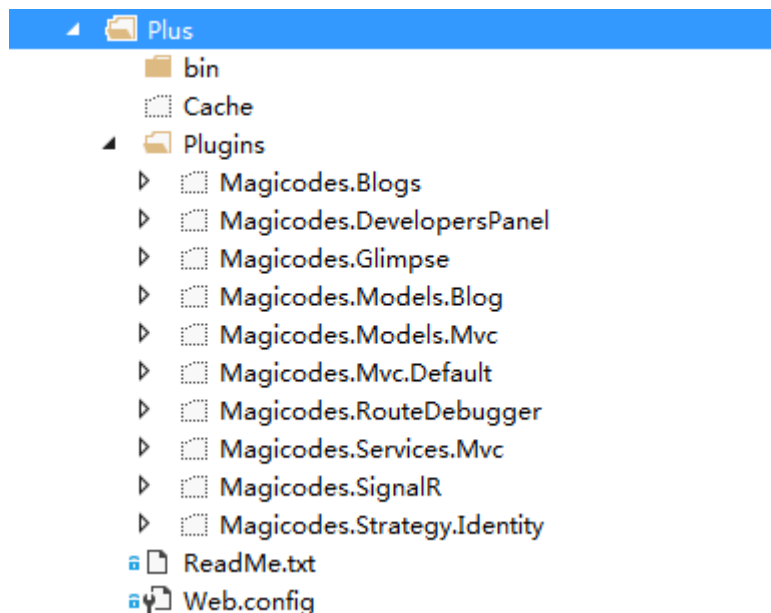 Plus
bin
Cache
Plugins
Magicodes.Blogs
Magicodes.DevelopersPanel
Magicodes.Glimpse
Magicodes.Models.Blog
Magicodes.Models.Mvc
Magicodes.Mvc.Default
Magicodes.RouteDebugger
Magicodes.Services.Mvc
Magicodes.SignalR
Magicodes.Strategy.Identity
ReadMe.txt
Web.config